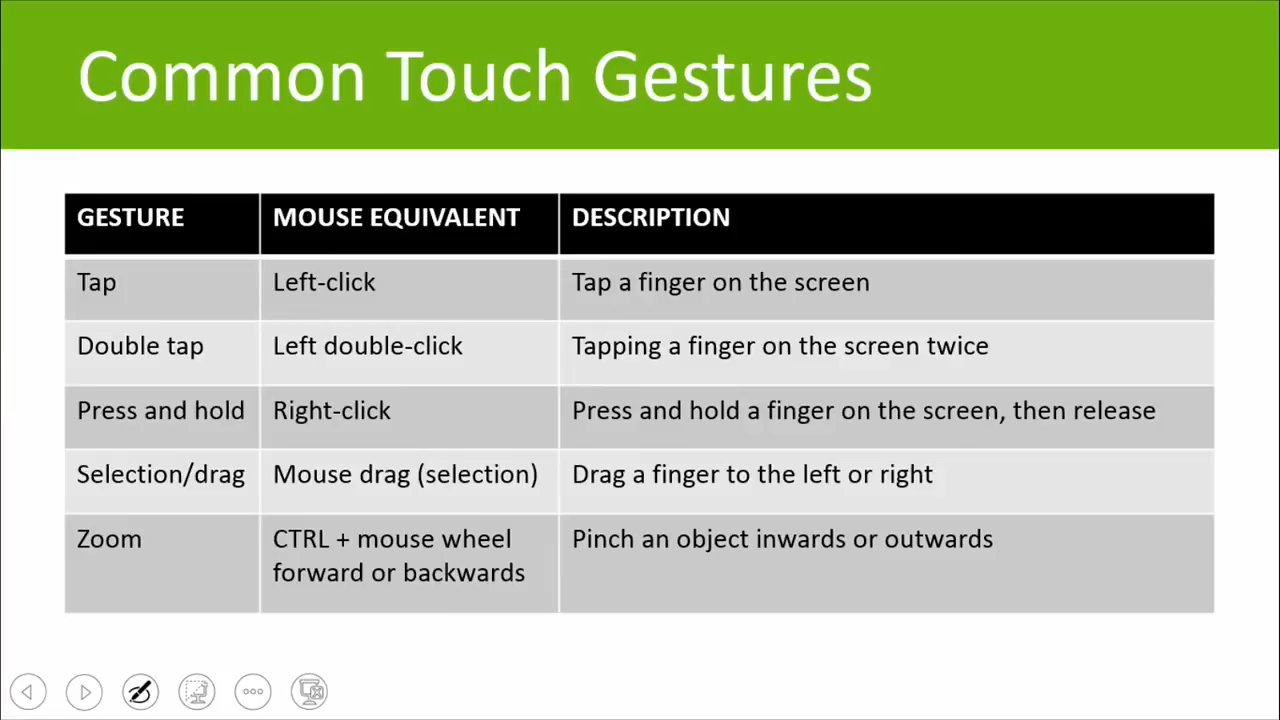 Common Touch Gestures
GESTURE MOUSE EQUIVALENT DESCRIPTION
Tap Left-click Tap a finger on the screen
Double tap Left double-click Tapping a finger on the screen twice
Press and hold Right-click Press and hold a finger on the screen, then release
Selection/drag Mouse drag (selection) Drag a finger to the left or right
Zoom CTRL + mouse wheel Pinch an object inwards or outwards
forward or backwards